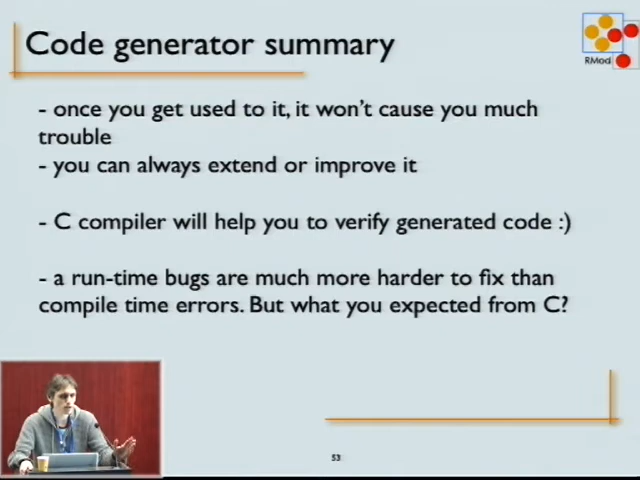 Code generator summary
RMod
- once you get used to it, it won't cause you much
trouble
- you can always extend or improve it
- C compiler will help you to verify generated code :)
- a run-time bugs are much more harder to fix than
compile time errors. But what you expected from C?
53